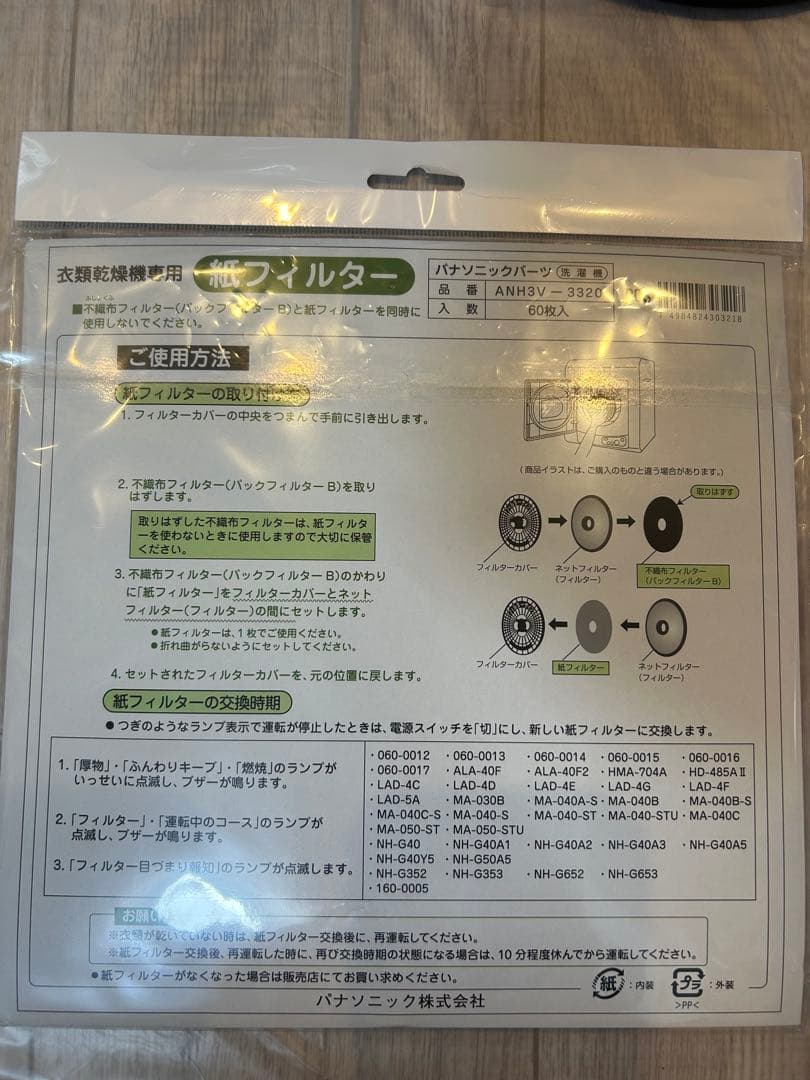 衣類乾燥機専用 紙フィルター
パナソニックパーツ 洗濯機
品番 ANH3V－3320
入数 60枚入
4984824303218
ふしょくふ
■不織布フィルター(バックフィルターB)と紙フィルターを同時に
使用しないでください。
ご使用方法
紙フィルターの取り付け
1. フィルターカバーの中央をつまんで手前に引き出します。
(商品イラストは、ご購入のものと違う場合があります。)
2. 不織布フィルター(バックフィルターB)を取り
はずします。
取りはずした不織布フィルターは、紙フィルタ
ーを使わないときに使用しますので大切に保管
ください。
取りはずす
フィルターカバー
ネットフィルター
(フィルター)
不織布フィルター
(バックフィルターB)
3. 不織布フィルター(バックフィルターB)のかわり
に「紙フィルター」をフィルターカバーとネット
フィルター(フィルター)の間にセットします。
●紙フィルターは、1枚でご使用ください。
●折れ曲がらないようにセットしてください。
フィルターカバー
紙フィルター
ネットフィルター
(フィルター)
4. セットされたフィルターカバーを、元の位置に戻します。
紙フィルターの交換時期
●つぎのようなランプ表示で運転が停止したときは、電源スイッチを「切」にし、新しい紙フィルターに交換します。
1. 「厚物」・「ふんわりキープ」・「燃焼」のランプが
いっせいに点滅し、ブザーが鳴ります。
2. 「フィルター」・「運転中のコース」のランプが
点滅し、ブザーが鳴ります。
3. 「フィルター目づまり報知」のランプが点滅します。
・060-0012 ・060-0013 ・060-0014 ・060-0015 ・060-0016
・060-0017 ・ALA-40F ・ALA-40F2 ・HMA-704A ・HD-485AⅡ
・LAD-4C ・LAD-4D ・LAD-4E ・LAD-4G ・LAD-4F
・LAD-5A ・MA-030B ・MA-040A-S ・MA-040B ・MA-040B-S
・MA-040C-S ・MA-040-S ・MA-040-ST ・MA-040-STU ・MA-040C
・MA-050-ST ・MA-050-STU
・NH-G40 ・NH-G40A1 ・NH-G40A2 ・NH-G40A3 ・NH-G40A5
・NH-G40Y5 ・NH-G50A5
・NH-G352 ・NH-G353 ・NH-G652 ・NH-G653
・160-0005
お願い
※衣類が乾いていない時は、紙フィルター交換後に、再運転してください。
※紙フィルター交換後、再運転した時に、再び交換時期の状態になる場合は、10分程度休んでから運転してください。
●紙フィルターがなくなった場合は販売店にてお買い求めください。
パナソニック株式会社
紙：内装
プラ：外装
>PP<